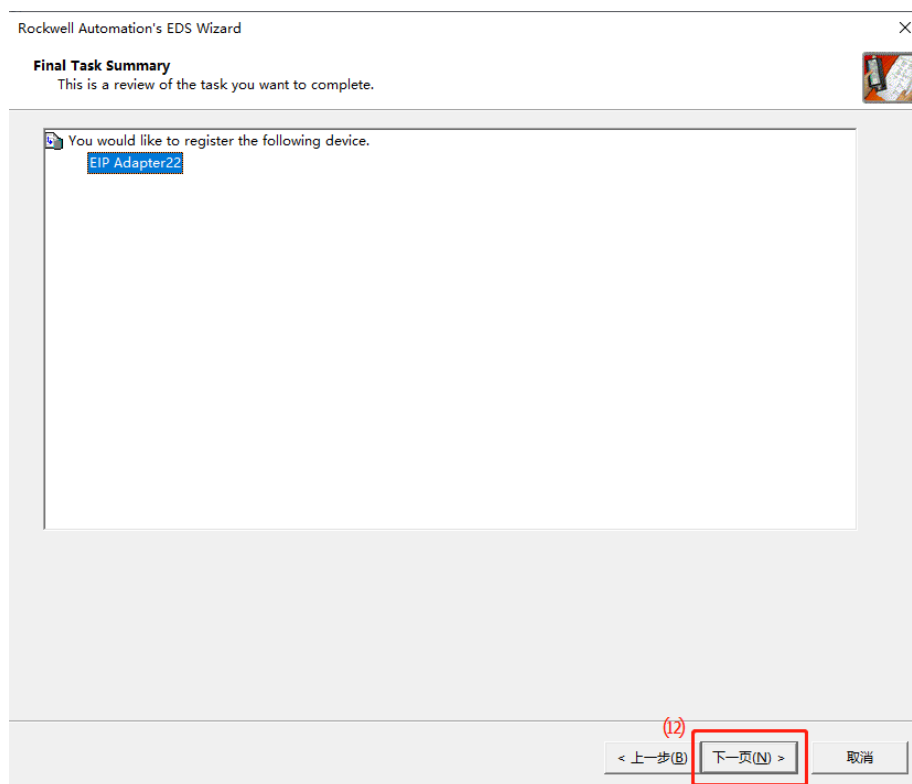 Rockwell Automation's EDS Wizard
Final Task Summary
This is a review of the task you want to complete.
You would like to register the following device.
EIP Adapter22
(12)
< 上一步(B)
下一页(N) >
取消